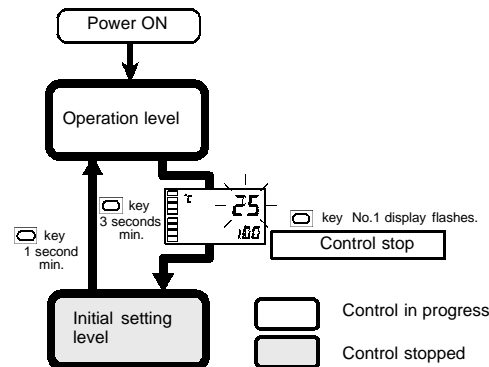 Power ON
Operation level
℃
25
100
key
3 seconds
min.
key No.1 display flashes.
Control stop
key
1 second
min.
Initial setting
level
Control in progress
Control stopped